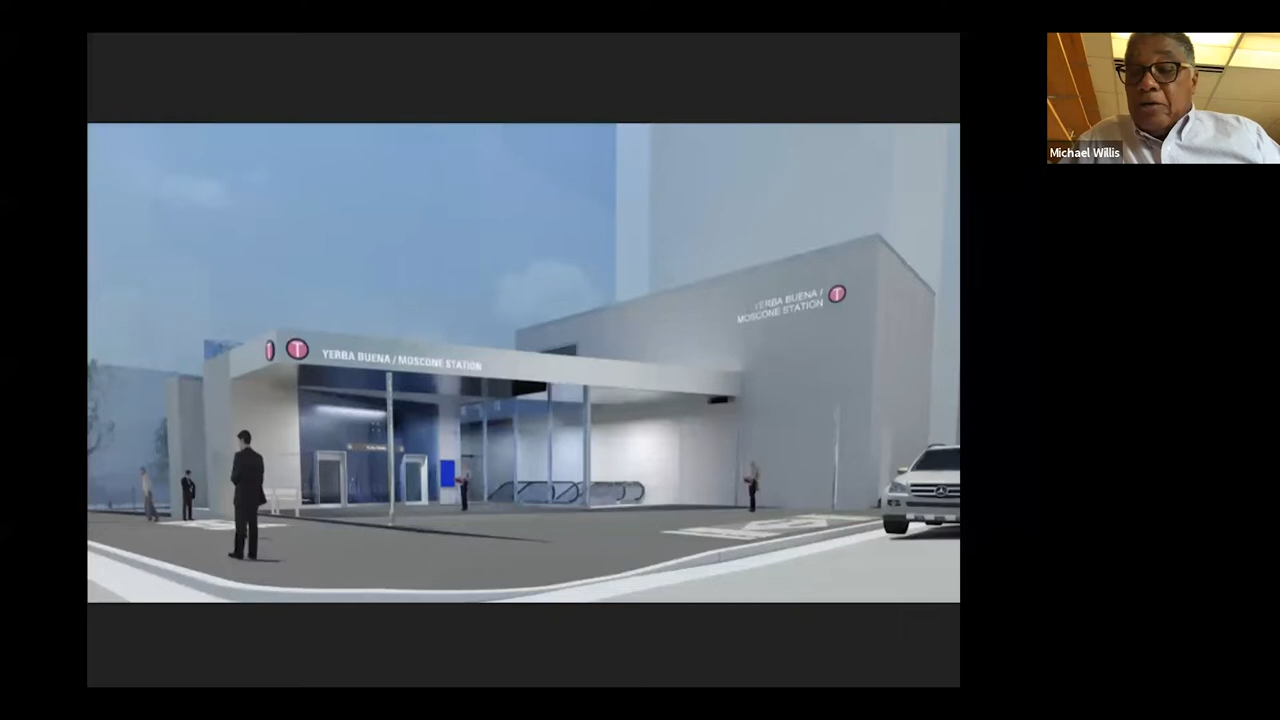 Michael Willis
YERBA BUENA /
MOSCONE STATION
T
T
YERBA BUENA / MOSCONE STATION